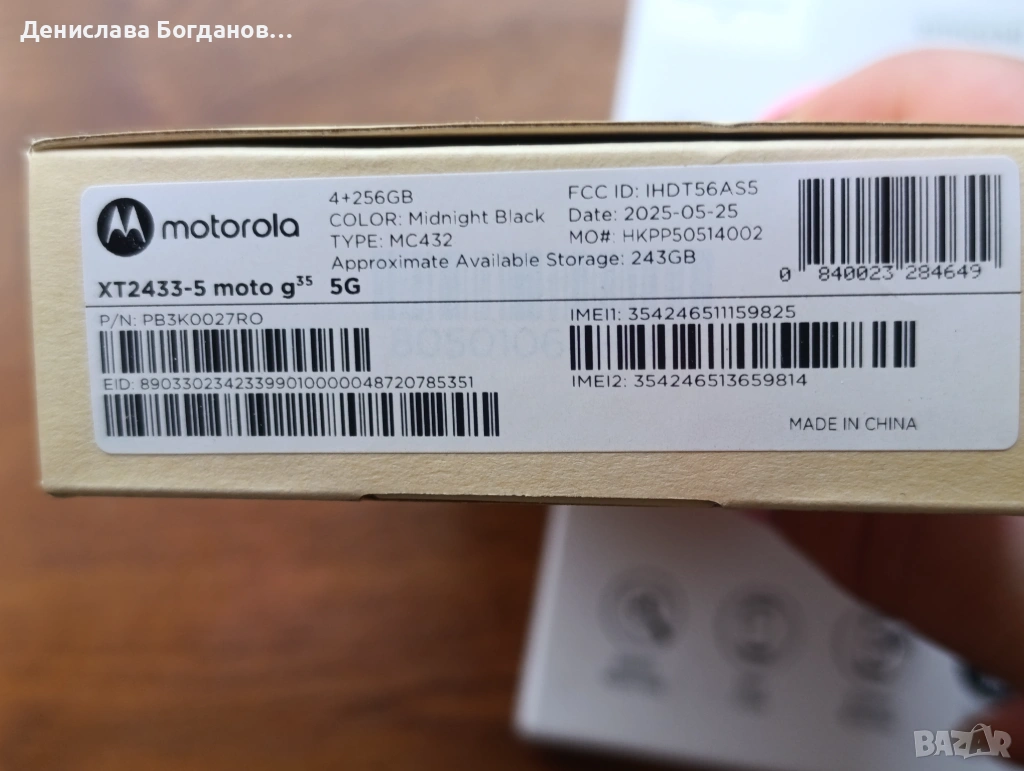 Денислава Богданов...
motorola
4+256GB
COLOR: Midnight Black
TYPE: MC432
Approximate Available Storage: 243GB
FCC ID: IHDT56AS5
Date: 2025-05-25
MO#: HKPP50514002
0 840023 284649
XT2433-5 moto g35 5G
P/N: PB3K0027RO
EID: 89033023423399010000048720785351
IMEI1: 354246511159825
IMEI2: 354246513659814
MADE IN CHINA
BAZAR